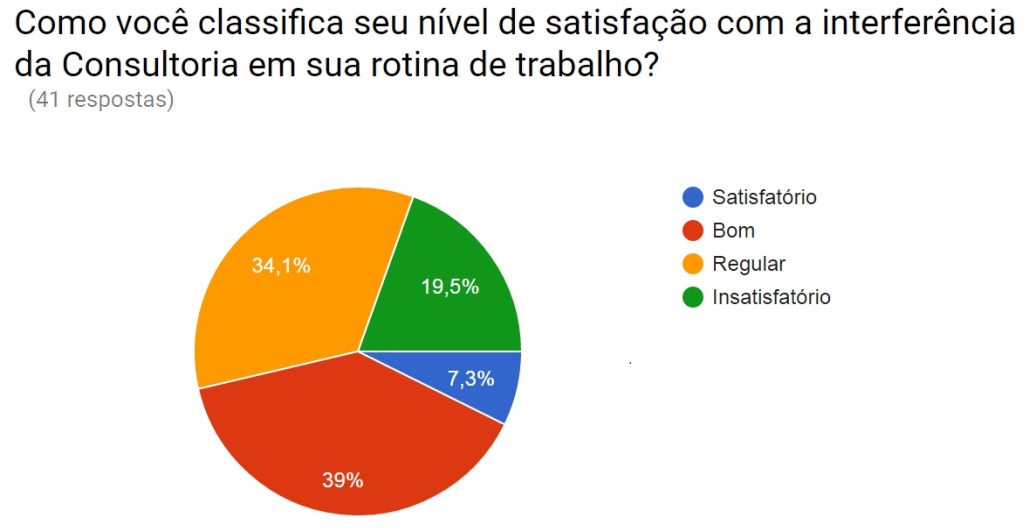 Como você classifica seu nível de satisfação com a interferência
da Consultoria em sua rotina de trabalho?
(41 respostas)
Satisfatório
Bom
Regular
Insatisfatório
34,1%
19,5%
7,3%
39%